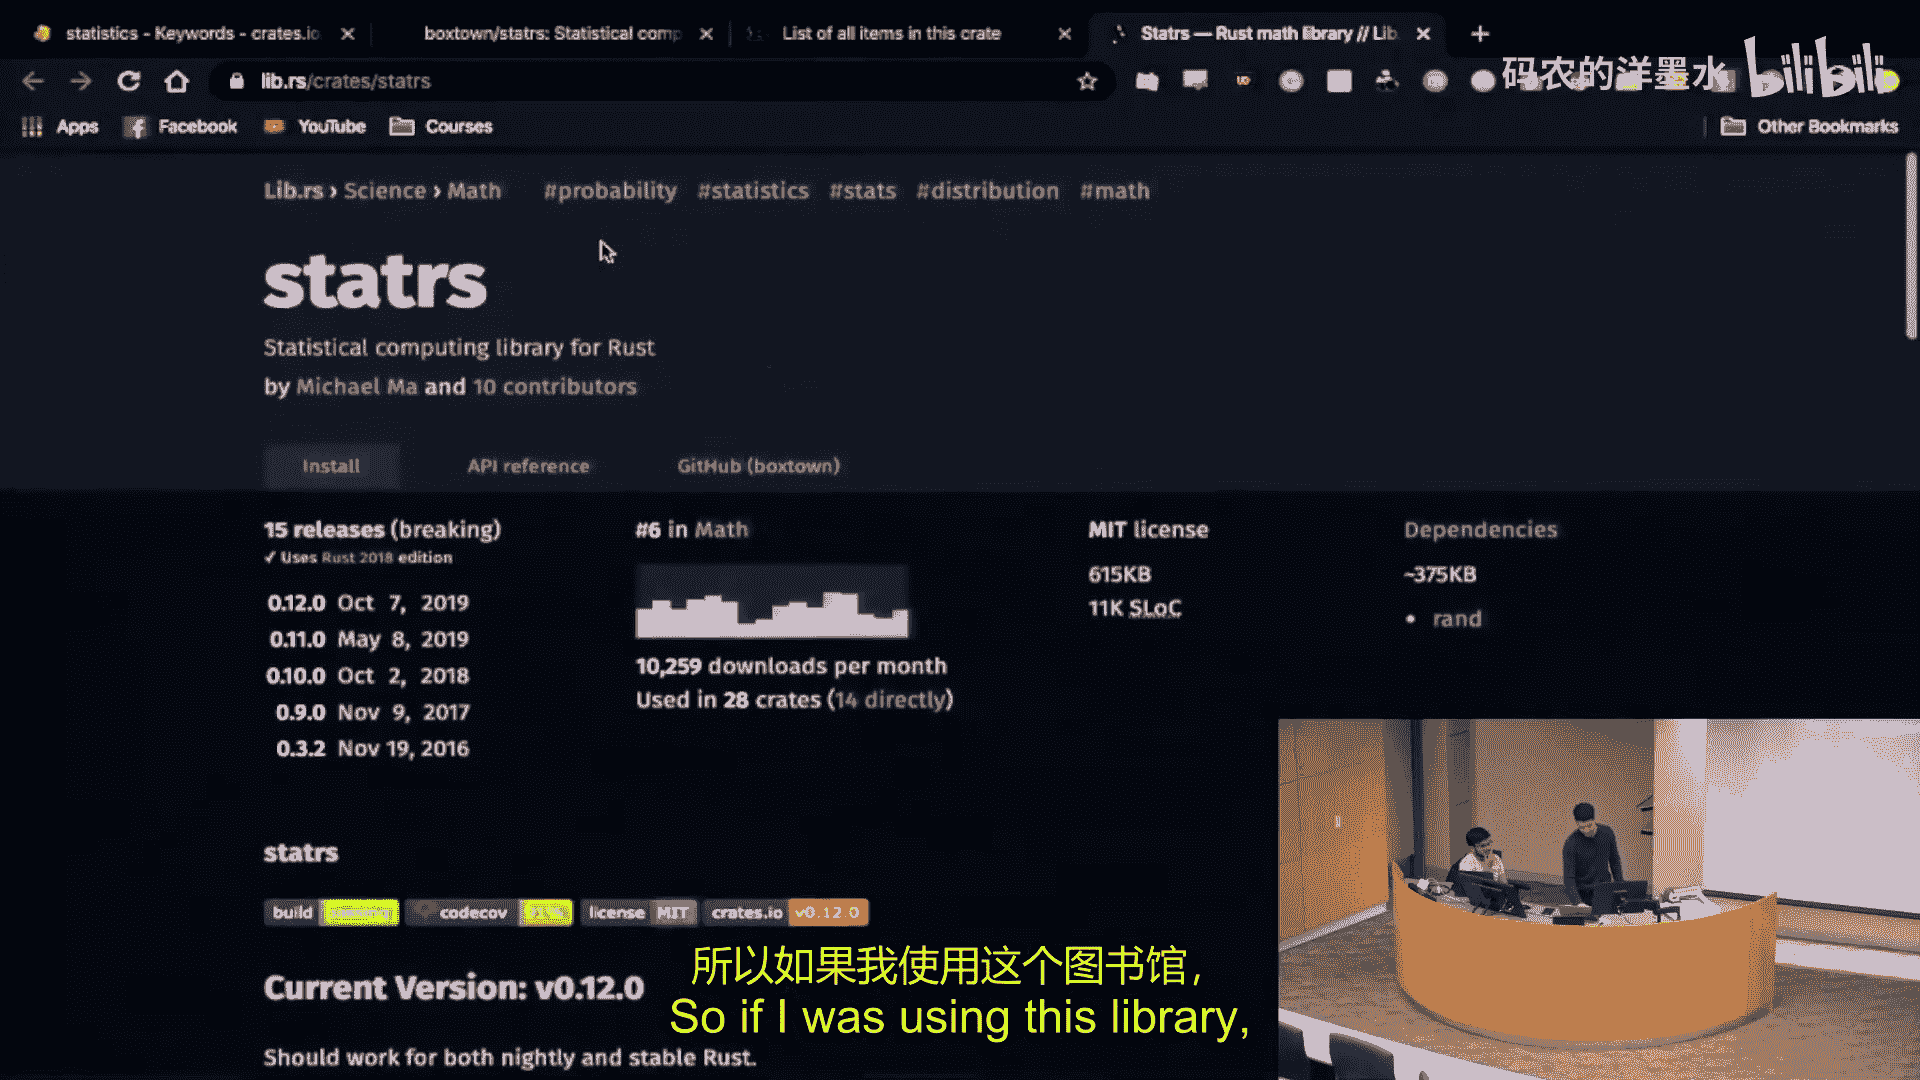 statistics - Keywords - crates.io
boxtown/statrs: Statistical comp
List of all items in this crate
Statrs — Rust math library // Lib
lib.rs/crates/statrs
码农的洋墨水 bilibili
Apps Facebook YouTube Courses Other Bookmarks
Lib.rs › Science › Math #probability #statistics #stats #distribution #math
statrs
Statistical computing library for Rust
by Michael Ma and 10 contributors
Install API reference GitHub (boxtown)
15 releases (breaking)
✓ Uses Rust 2018 edition
0.12.0 Oct 7, 2019
0.11.0 May 8, 2019
0.10.0 Oct 2, 2018
0.9.0 Nov 9, 2017
0.3.2 Nov 19, 2016
#6 in Math
10,259 downloads per month
Used in 28 crates (14 directly)
MIT license
615KB
11K SLoC
Dependencies
~375KB
• rand
statrs
build codecov license MIT crates.io v0.12.0
Current Version: v0.12.0
Should work for both nightly and stable Rust.
所以如果我使用这个图书馆，
So if I was using this library,